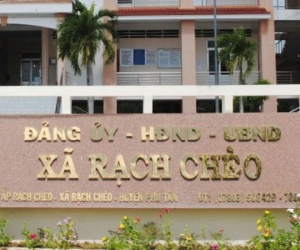 ĐẢNG ỦY - HĐND - UBND
XÃ RẠCH CHÈO
ẤP RẠCH CHÈO - XÃ RẠCH CHÈO - HUYỆN PHÚ TÂN